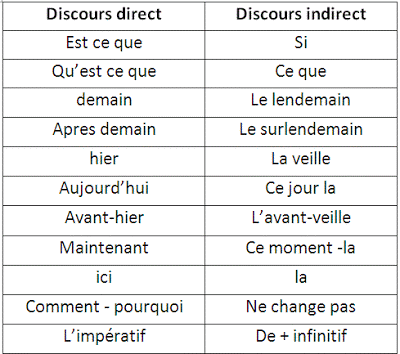 Discours direct Discours indirect
Est ce que Si
Qu’est ce que Ce que
demain Le lendemain
Apres demain Le surlendemain
hier La veille
Aujourd’hui Ce jour la
Avant-hier L’avant-veille
Maintenant Ce moment -la
ici la
Comment - pourquoi Ne change pas
L’impératif De + infinitif